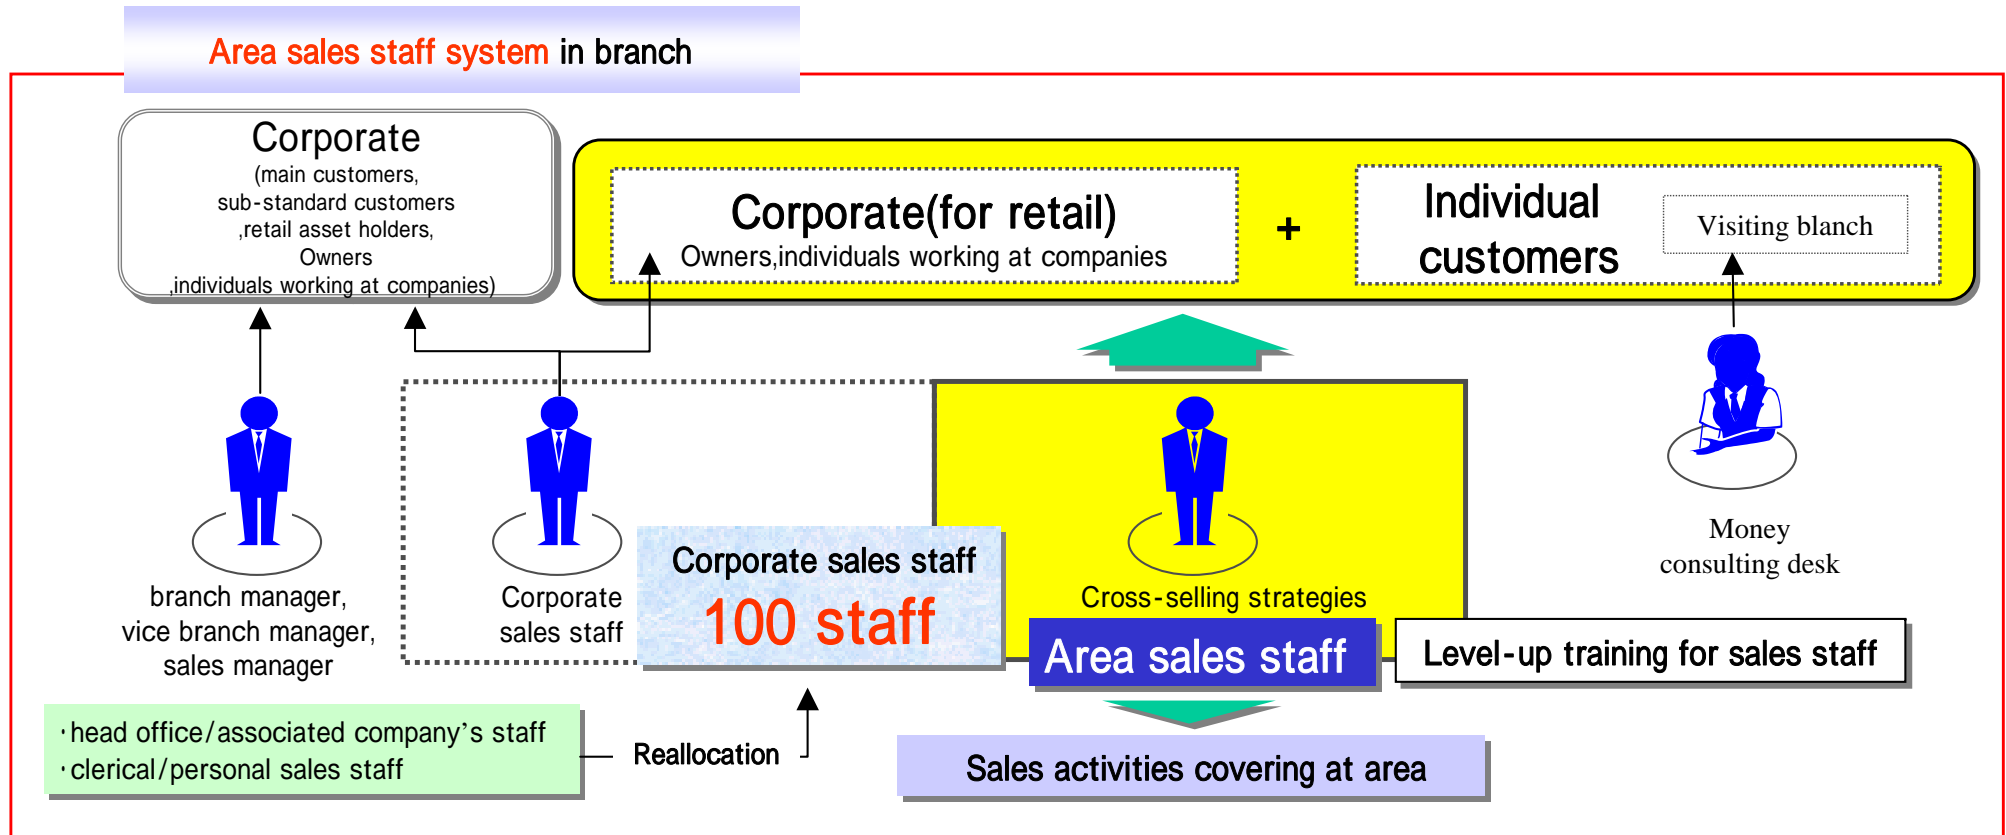 Area sales staff system in branch
Corporate
(main customers,
sub-standard customers
,retail asset holders,
Owners
,individuals working at companies)
Corporate(for retail)
Owners,individuals working at companies
+
Individual
customers
Visiting blanch
branch manager,
vice branch manager,
sales manager
Corporate
sales staff
Corporate sales staff
100 staff
Cross-selling strategies
Area sales staff
Money
consulting desk
Level-up training for sales staff
·head office/associated company’s staff
·clerical/personal sales staff
Reallocation
Sales activities covering at area